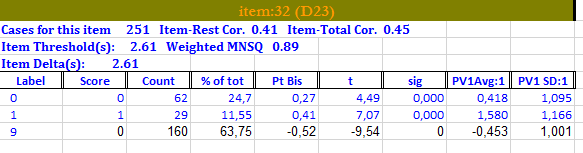 item:32 (D23)
Cases for this item 251 Item-Rest Cor. 0.41 Item-Total Cor. 0.45
Item Threshold(s): 2.61 Weighted MNSQ 0.89
Item Delta(s): 2.61
Label Score Count % of tot Pt Bis t sig PV1Avg:1 PV1 SD:1
0 0 62 24,7 0,27 4,49 0,000 0,418 1,095
1 1 29 11,55 0,41 7,07 0,000 1,580 1,166
9 0 160 63,75 -0,52 -9,54 0 -0,453 1,001